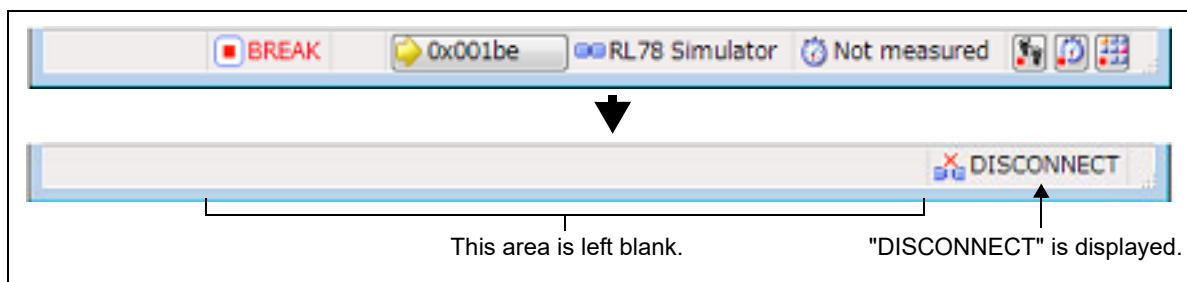 BREAK 0x001be RL78 Simulator Not measured
DISCONNECT
This area is left blank. "DISCONNECT" is displayed.